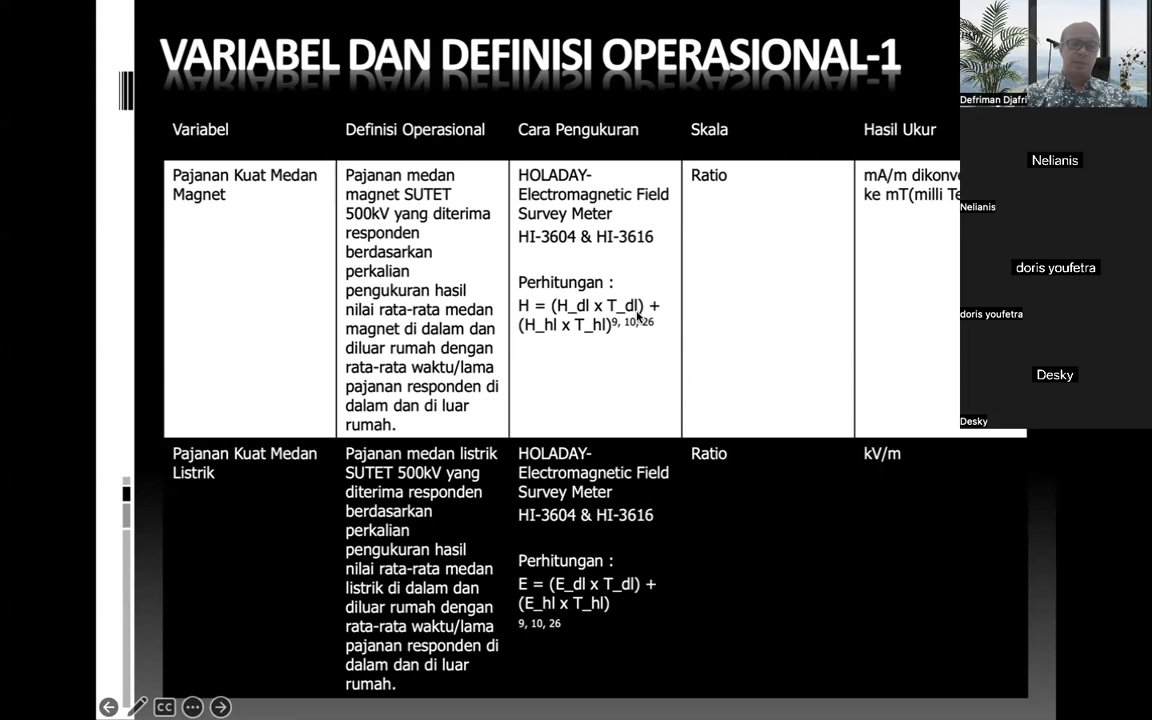 VARIABEL DAN DEFINISI OPERASIONAL-1
Variabel
Definisi Operasional
Cara Pengukuran
Skala
Hasil Ukur
Pajanan Kuat Medan
Magnet
Pajanan medan
magnet SUTET
500kV yang diterima
responden
berdasarkan
perkalian
pengukuran hasil
nilai rata-rata medan
magnet di dalam dan
diluar rumah dengan
rata-rata waktu/lama
pajanan responden di
dalam dan di luar
rumah.
HOLADAY-
Electromagnetic Field
Survey Meter
HI-3604 & HI-3616
Perhitungan :
H = (H_dl x T_dl) +
(H_hl x T_hl)9, 10, 26
Ratio
mA/m
ke mT(milli
Pajanan Kuat Medan
Listrik
Pajanan medan listrik
SUTET 500kV yang
diterima responden
berdasarkan
perkalian
pengukuran hasil
nilai rata-rata medan
listrik di dalam dan
diluar rumah dengan
rata-rata waktu/lama
pajanan responden di
dalam dan di luar
rumah.
HOLADAY-
Electromagnetic Field
Survey Meter
HI-3604 & HI-3616
Perhitungan :
E = (E_dl x T_dl) +
(E_hl x T_hl)
9, 10, 26
Ratio
kV/m
CC
Defriman Djafri
Nelianis
Nelianis
doris youfetra
doris youfetra
Desky
Desky